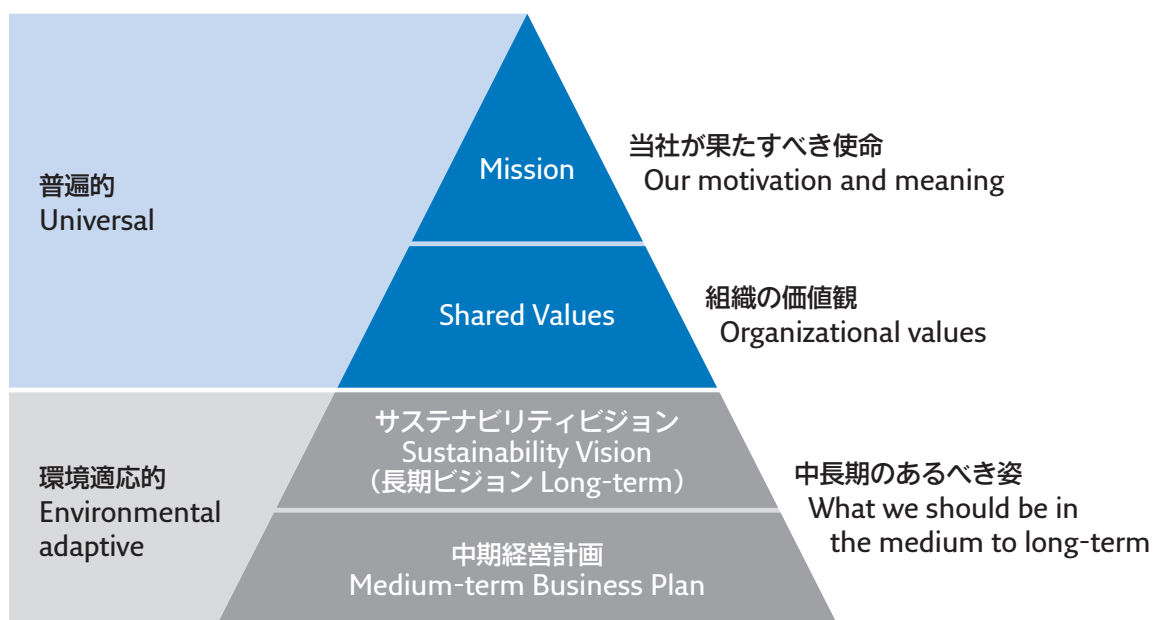 普遍的
Universal
Mission
当社が果たすべき使命
Our motivation and meaning
Shared Values
組織の価値観
Organizational values
環境適応的
Environmental
adaptive
サステナビリティビジョン
Sustainability Vision
（長期ビジョン Long-term）
中期経営計画
Medium-term Business Plan
中長期のあるべき姿
What we should be in
the medium to long-term